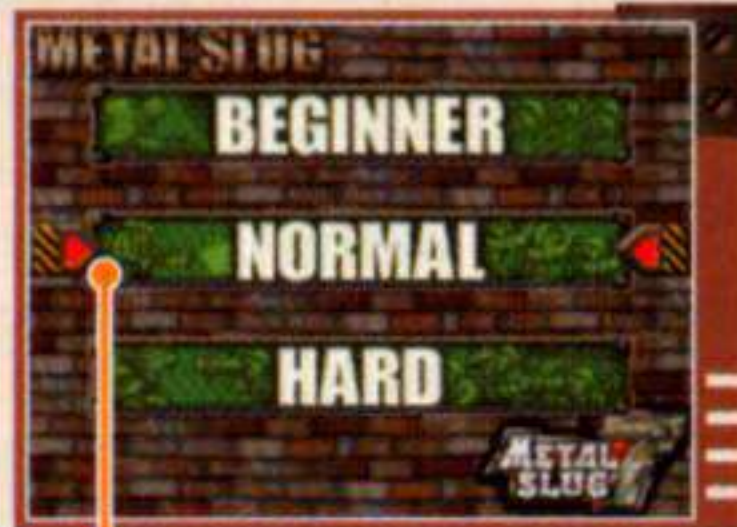 METAL SLUG
BEGINNER
NORMAL
HARD
METAL
SLUG 7